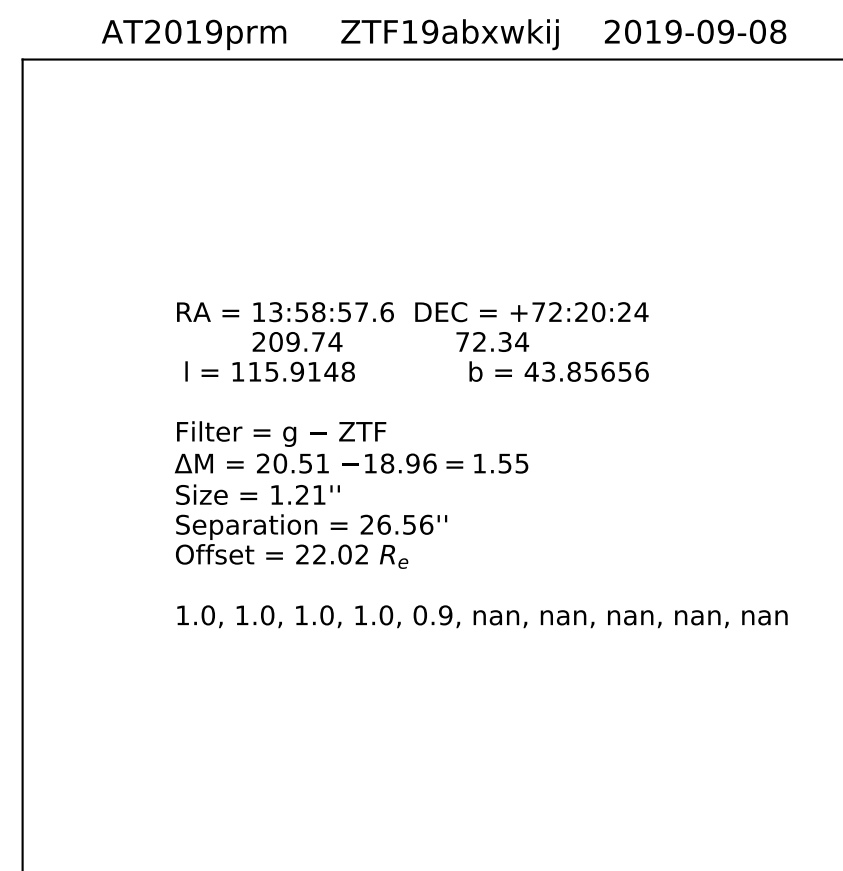 AT2019prm ZTF19abxwkij 2019-09-08
RA = 13:58:57.6 DEC = +72:20:24
209.74 72.34
l = 115.9148 b = 43.85656
Filter = g − ZTF
ΔM = 20.51 −18.96 = 1.55
Size = 1.21''
Separation = 26.56''
Offset = 22.02 Rₑ
1.0, 1.0, 1.0, 1.0, 0.9, nan, nan, nan, nan, nan